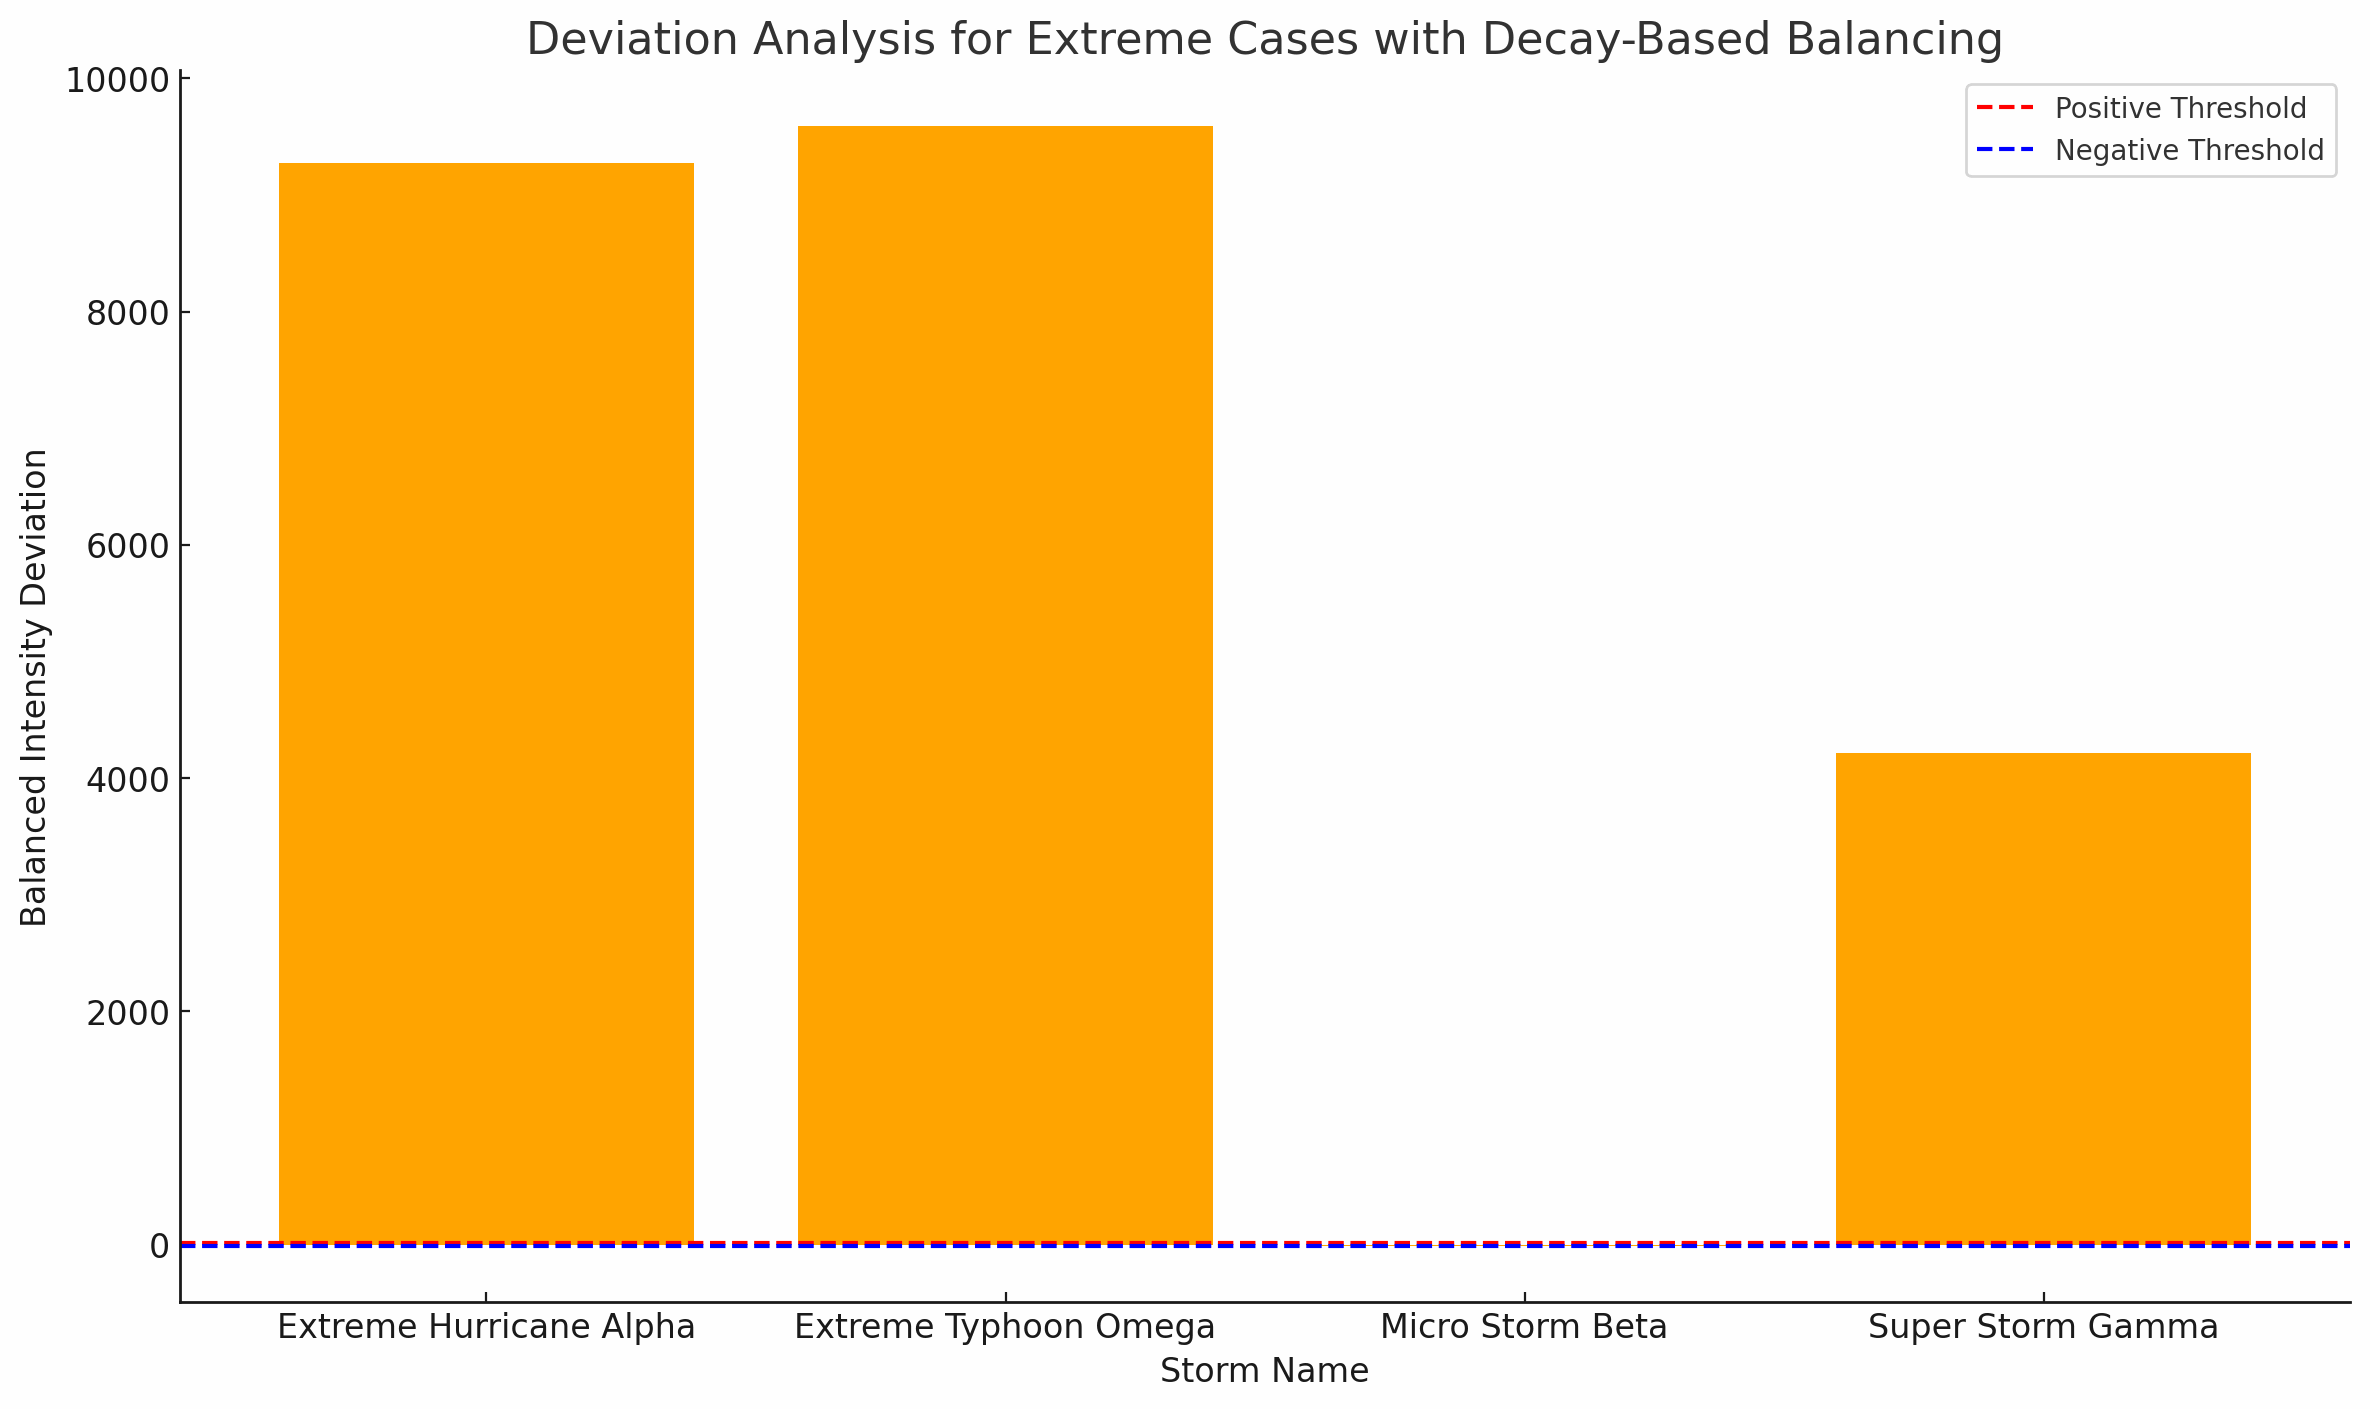 Deviation Analysis for Extreme Cases with Decay-Based Balancing
Positive Threshold
Negative Threshold
Balanced Intensity Deviation
10000
8000
6000
4000
2000
0
Extreme Hurricane Alpha
Extreme Typhoon Omega
Micro Storm Beta
Super Storm Gamma
Storm Name